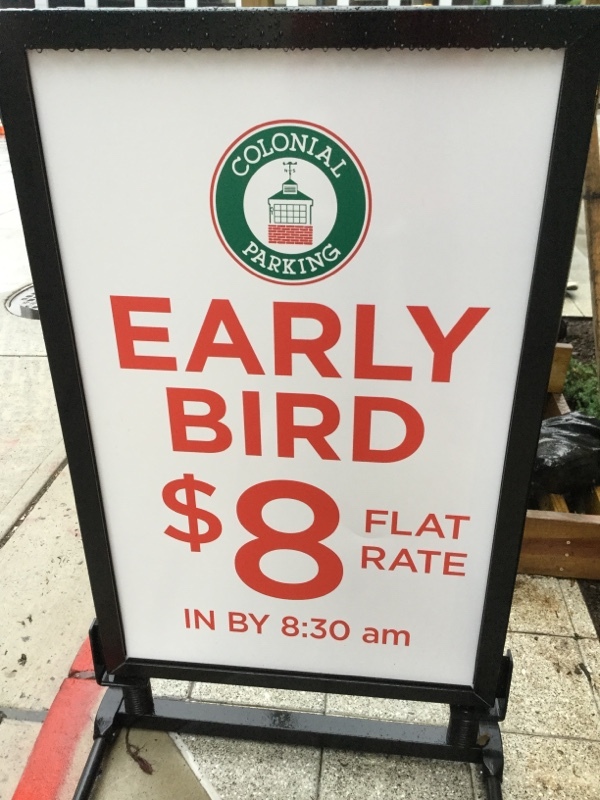 COLONIAL
PARKING
EARLY
BIRD
$8 FLAT
RATE
IN BY 8:30 am